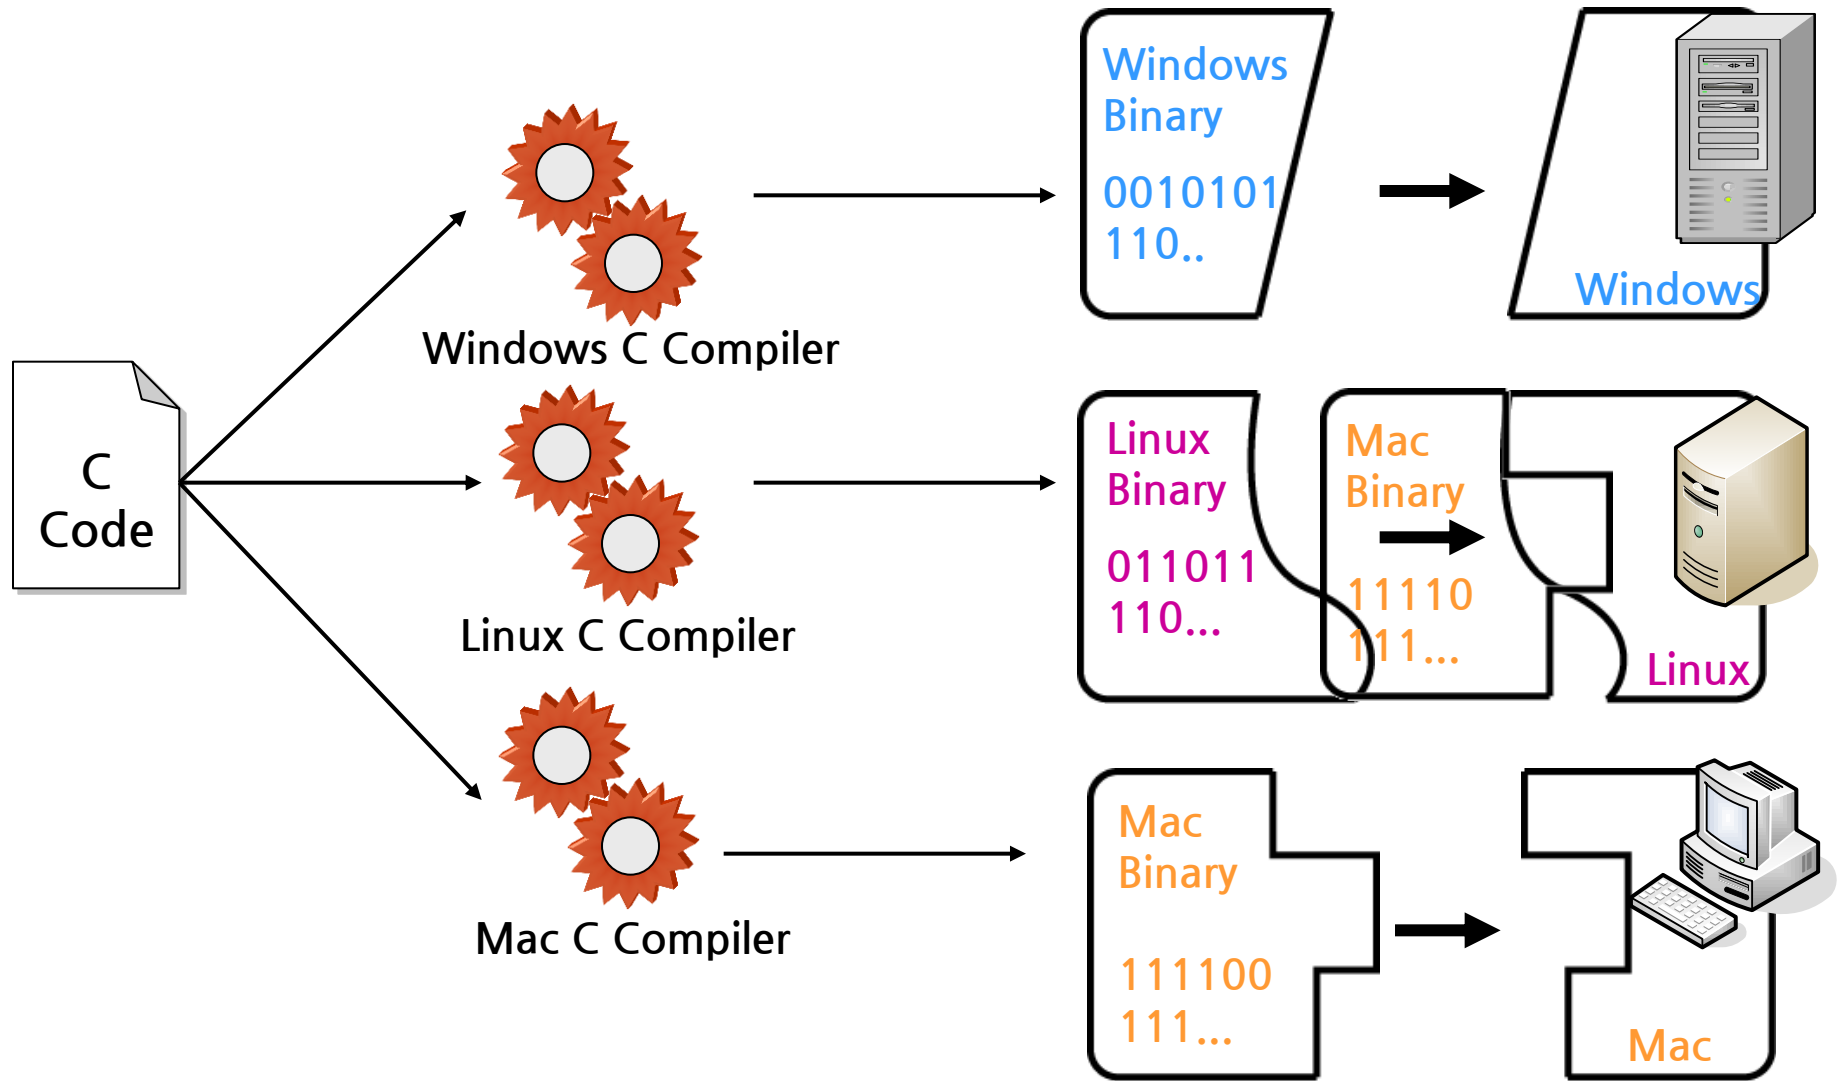 C
Code
Windows C Compiler
Windows
Binary
0010101
110..
Windows
Linux C Compiler
Linux
Binary
011011
110...
Mac
Binary
11110
111...
Linux
Mac C Compiler
Mac
Binary
111100
111...
Mac